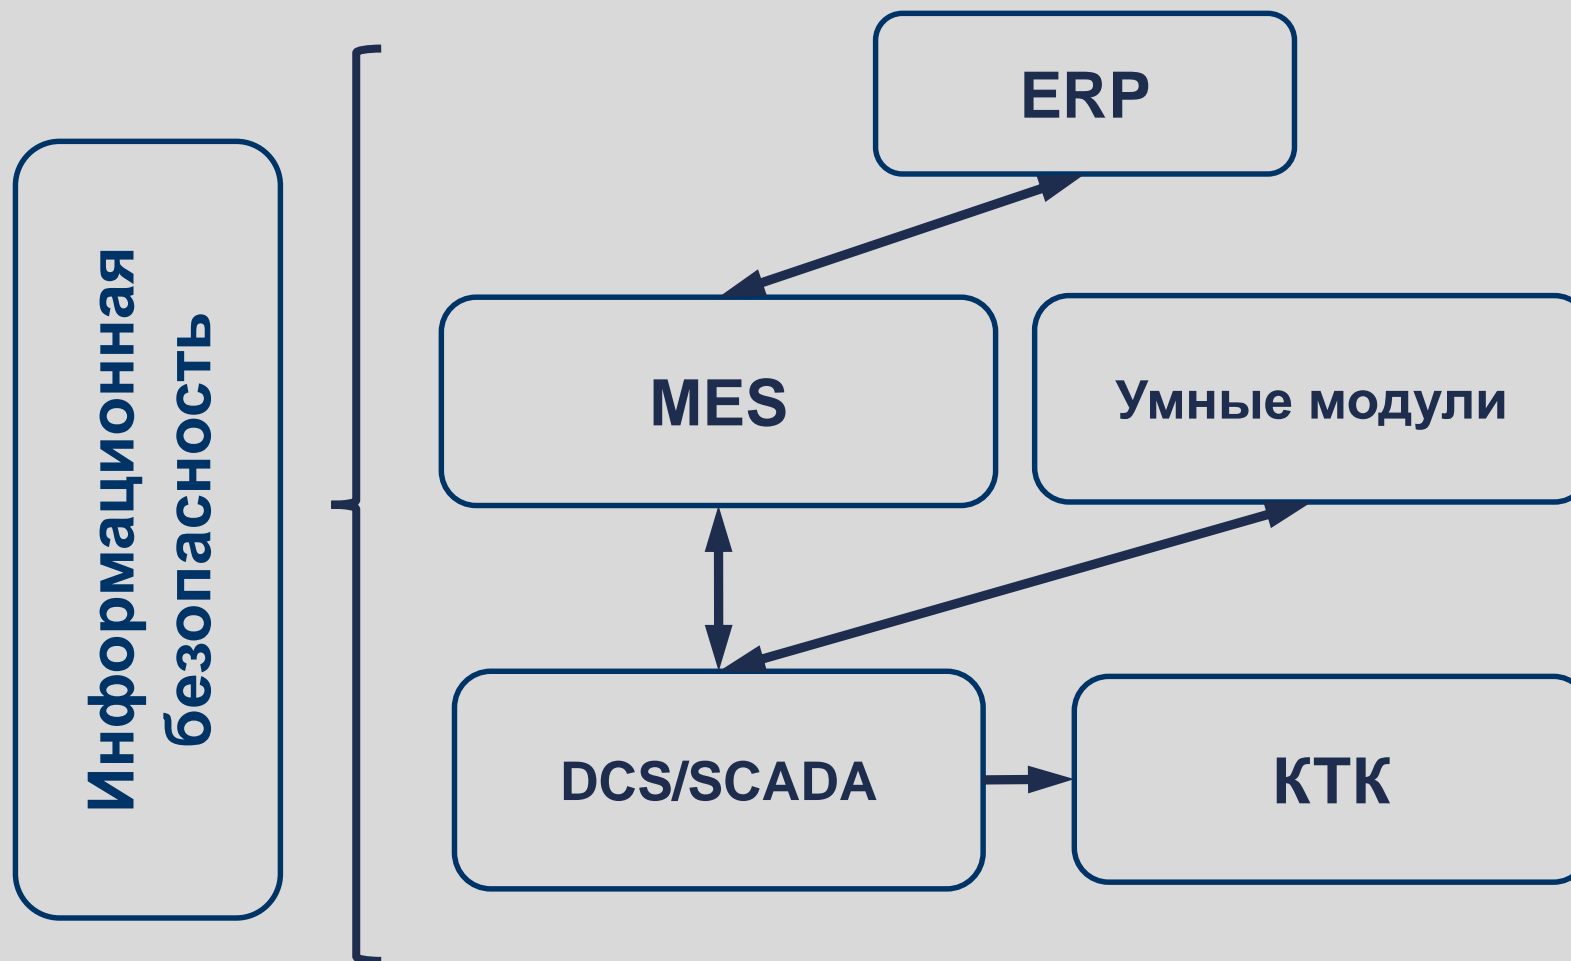 Информационная
безопасность
ERP
MES
Умные модули
DCS/SCADA
КТК